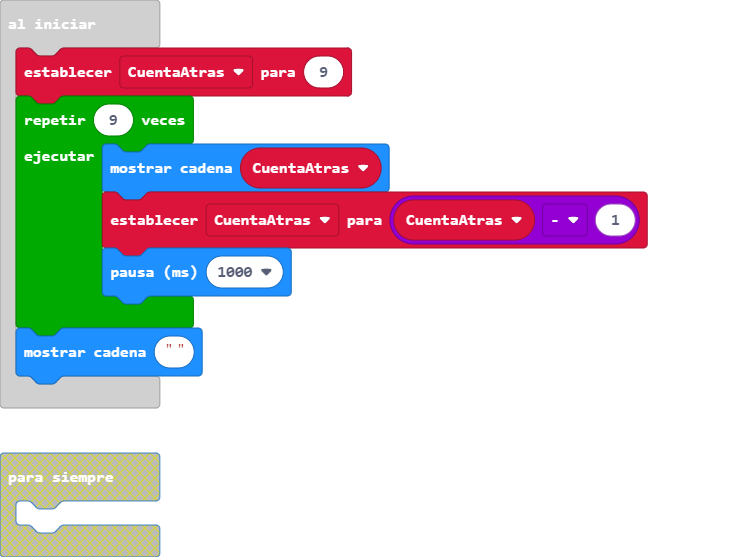 al iniciar
establecer CuentaAtras para 9
repetir 9 veces
ejecutar
mostrar cadena CuentaAtras
establecer CuentaAtras para CuentaAtras - 1
pausa (ms) 1000
mostrar cadena " "
para siempre